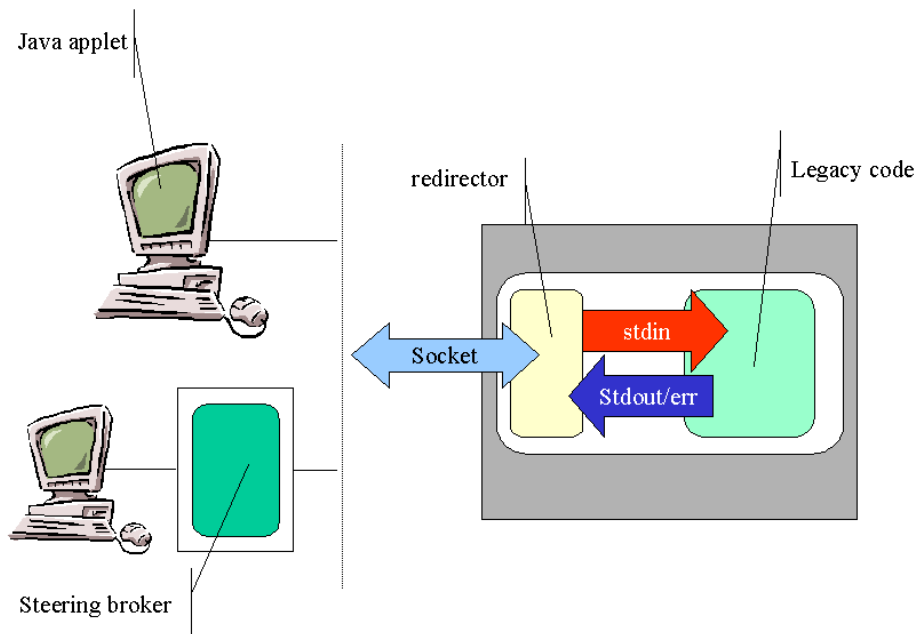 Java applet
redirector
Legacy code
stdin
Socket
Stdout/err
Steering broker